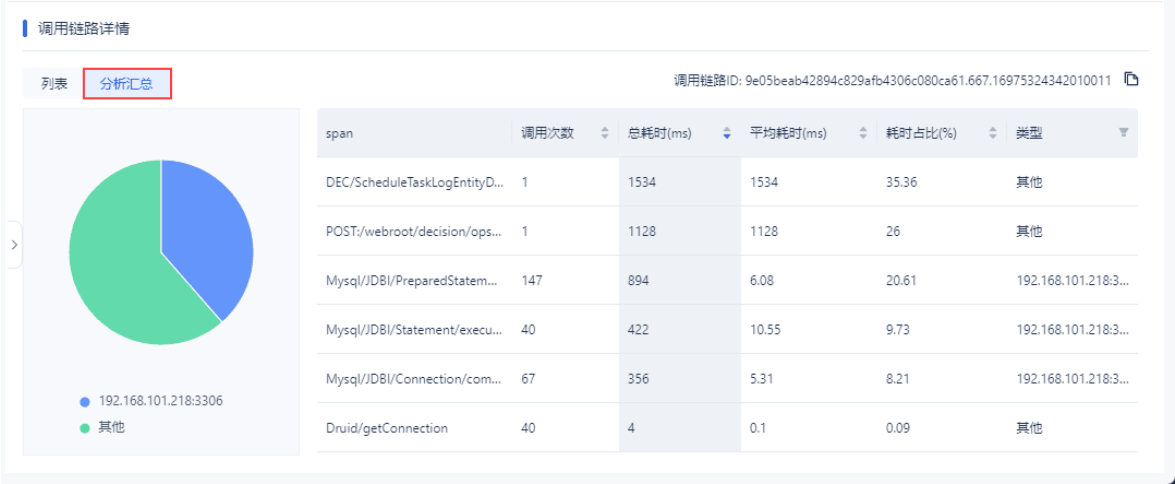 调用链路详情
列表 分析汇总 调用链路ID: 9e05beab42894c829afb4306c080ca61.667.16975324342010011
span 调用次数 总耗时(ms) 平均耗时(ms) 耗时占比(%) 类型
DEC/ScheduleTaskLogEntityD... 1 1534 1534 35.36 其他
POST:/webroot/decision/ops... 1 1128 1128 26 其他
Mysql/JDBI/PreparedStatem... 147 894 6.08 20.61 192.168.101.218:3...
Mysql/JDBI/Statement/execu... 40 422 10.55 9.73 192.168.101.218:3...
Mysql/JDBI/Connection/com... 67 356 5.31 8.21 192.168.101.218:3...
Druid/getConnection 40 4 0.1 0.09 其他
192.168.101.218:3306
其他